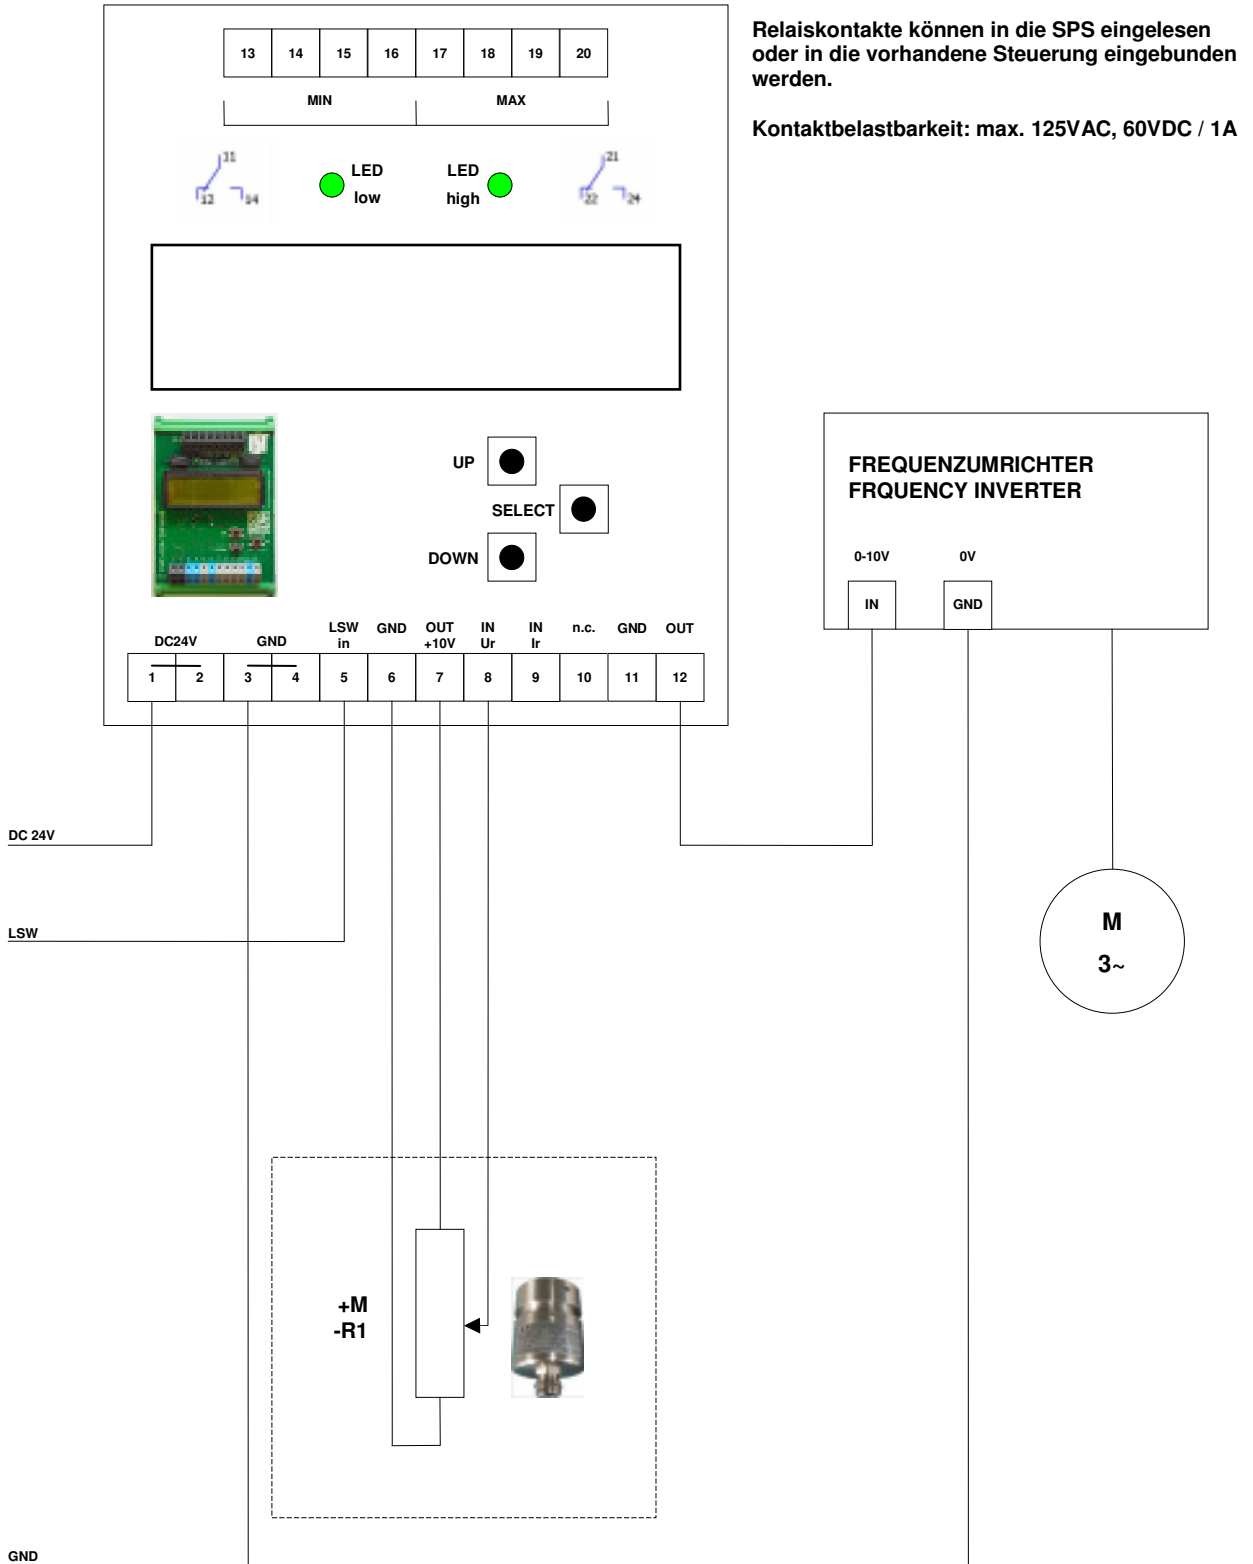 Relaiskontakte können in die SPS eingelesen
oder in die vorhandene Steuerung eingebunden
werden.
Kontaktbelastbarkeit: max. 125VAC, 60VDC / 1A
13 14 15 16 17 18 19 20
MIN MAX
11
12 14
LED
low
LED
high
21
22 24
UP
SELECT
DOWN
FREQUENZUMRICHTER
FRQUENCY INVERTER
0-10V 0V
IN GND
DC24V GND
LSW
in
GND
OUT
+10V
IN
Ur
IN
Ir
n.c.
GND
OUT
1 2 3 4 5 6 7 8 9 10 11 12
DC 24V
LSW
M
3~
+M
-R1
GND